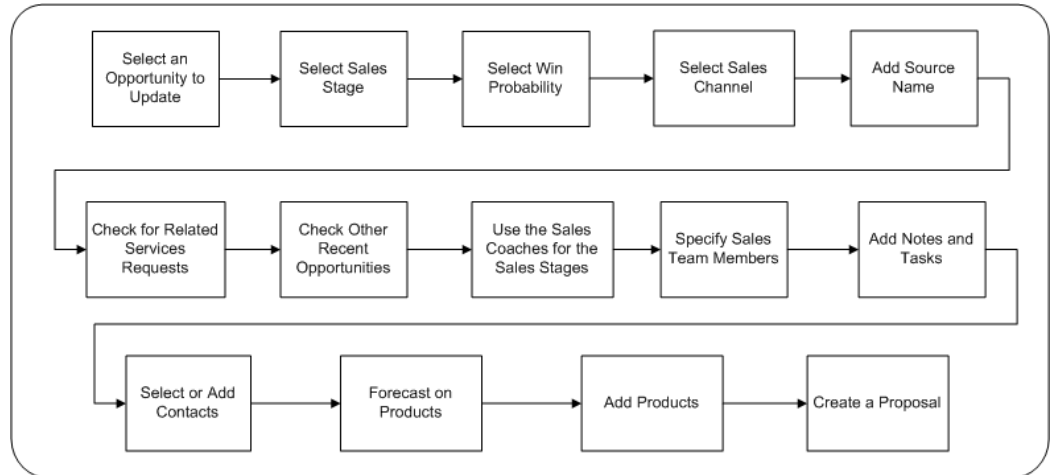 Select an
Opportunity to
Update
Select Sales
Stage
Select Win
Probability
Select Sales
Channel
Add Source
Name
Check for Related
Services
Requests
Check Other
Recent
Opportunities
Use the Sales
Coaches for the
Sales Stages
Specify Sales
Team Members
Add Notes and
Tasks
Select or Add
Contacts
Forecast on
Products
Add Products
Create a Proposal